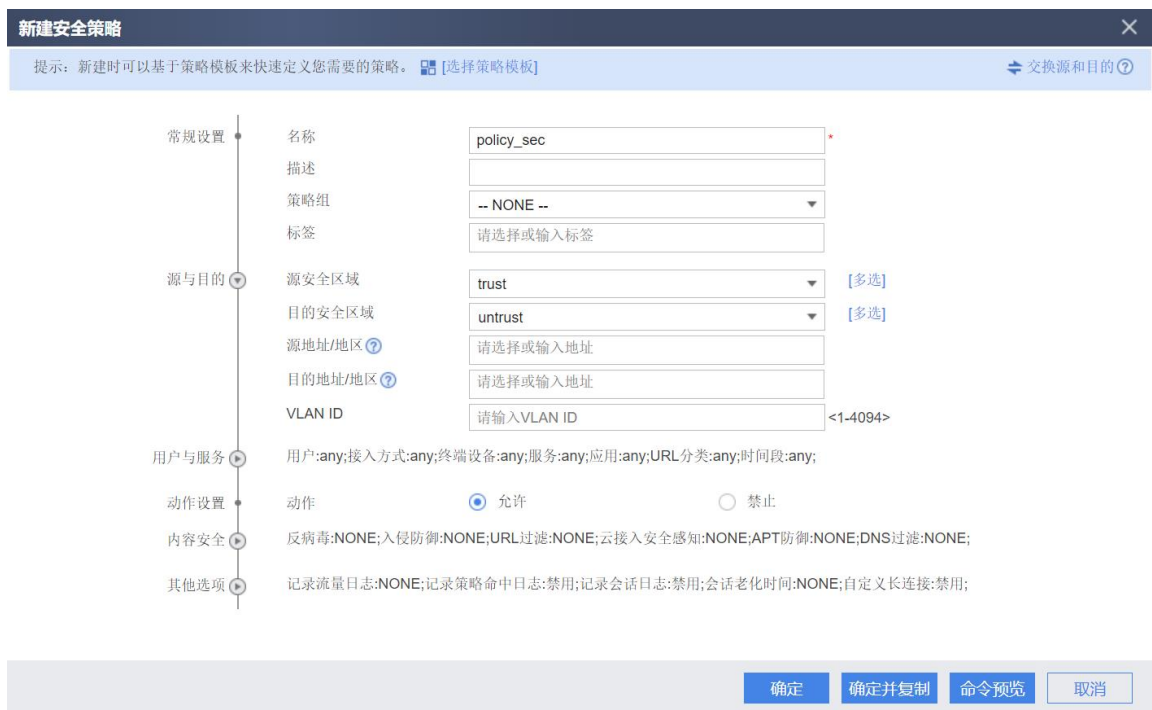 新建安全策略
提示：新建时可以基于策略模板来快速定义您需要的策略。 [选择策略模板] 交换源和目的
常规设置 名称 policy_sec *
描述
策略组 -- NONE --
标签 请选择或输入标签
源与目的 源安全区域 trust [多选]
目的安全区域 untrust [多选]
源地址/地区 请选择或输入地址
目的地址/地区 请选择或输入地址
VLAN ID 请输入VLAN ID <1-4094>
用户与服务 用户:any;接入方式:any;终端设备:any;服务:any;应用:any;URL分类:any;时间段:any;
动作设置 动作 允许 禁止
内容安全 反病毒:NONE;入侵防御:NONE;URL过滤:NONE;云接入安全感知:NONE;APT防御:NONE;DNS过滤:NONE;
其他选项 记录流量日志:NONE;记录策略命中日志:禁用;记录会话日志:禁用;会话老化时间:NONE;自定义长连接:禁用;
确定 确定并复制 命令预览 取消